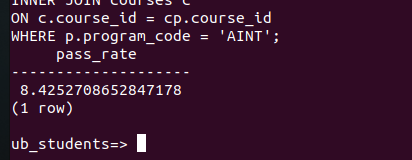 INNER JOIN courses c
ON c.course_id = cp.course_id
WHERE p.program_code = 'AINT';
pass_rate
-------------------
8.4252708652847178
(1 row)
ub_students=>